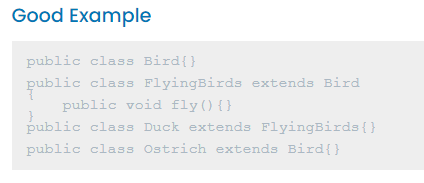 Good Example
public class Bird{}
public class FlyingBirds extends Bird
{
    public void fly(){}
}
public class Duck extends FlyingBirds{}
public class Ostrich extends Bird{}